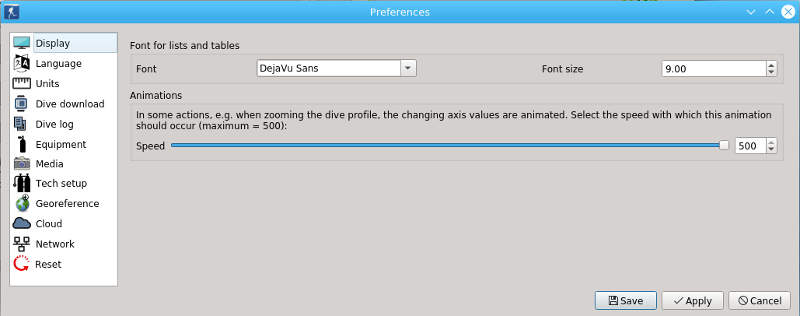 Preferences
Display
Language
Units
Dive download
Dive log
Equipment
Media
Tech setup
Georeference
Cloud
Network
Reset
Font for lists and tables
Font
DejaVu Sans
Font size
9.00
Animations
In some actions, e.g. when zooming the dive profile, the changing axis values are animated. Select the speed with which this animation
should occur (maximum = 500):
Speed
500
Save
Apply
Cancel